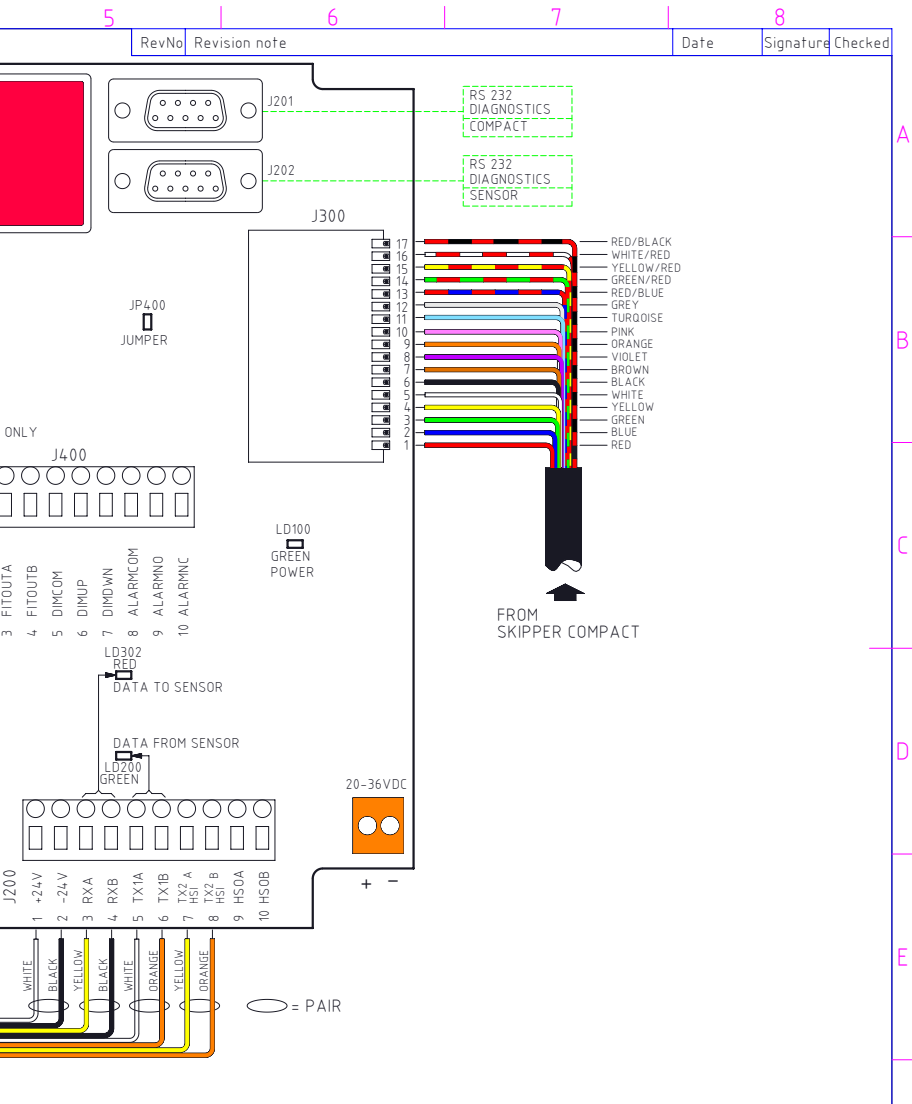 5
6
7
8
RevNo
Revision note
Date
Signature
Checked
A
J201
RS 232
DIAGNOSTICS
COMPACT
J202
RS 232
DIAGNOSTICS
SENSOR
J300
17
RED/BLACK
16
WHITE/RED
15
YELLOW/RED
14
GREEN/RED
13
RED/BLUE
12
GREY
11
TURQOISE
10
PINK
9
ORANGE
8
VIOLET
7
BROWN
6
BLACK
5
WHITE
4
YELLOW
3
GREEN
2
BLUE
1
RED
JP400
JUMPER
B
ONLY
J400
3 FITOUTA
4 FITOUTB
5 DIMCOM
6 DIMUP
7 DIMDWN
8 ALARMCOM
9 ALARMNO
10 ALARMNC
LD100
GREEN
POWER
C
FROM
SKIPPER COMPACT
LD302
RED
DATA TO SENSOR
DATA FROM SENSOR
LD200
GREEN
D
20-36VDC
+ −
J200
1 +24V
2 -24V
3 RXA
4 RXB
5 TX1A
6 TX1B
7 TX2 A
HSI
8 TX2 B
HSI
9 HSOA
10 HSOB
WHITE
BLACK
YELLOW
BLACK
WHITE
ORANGE
YELLOW
ORANGE
= PAIR
E